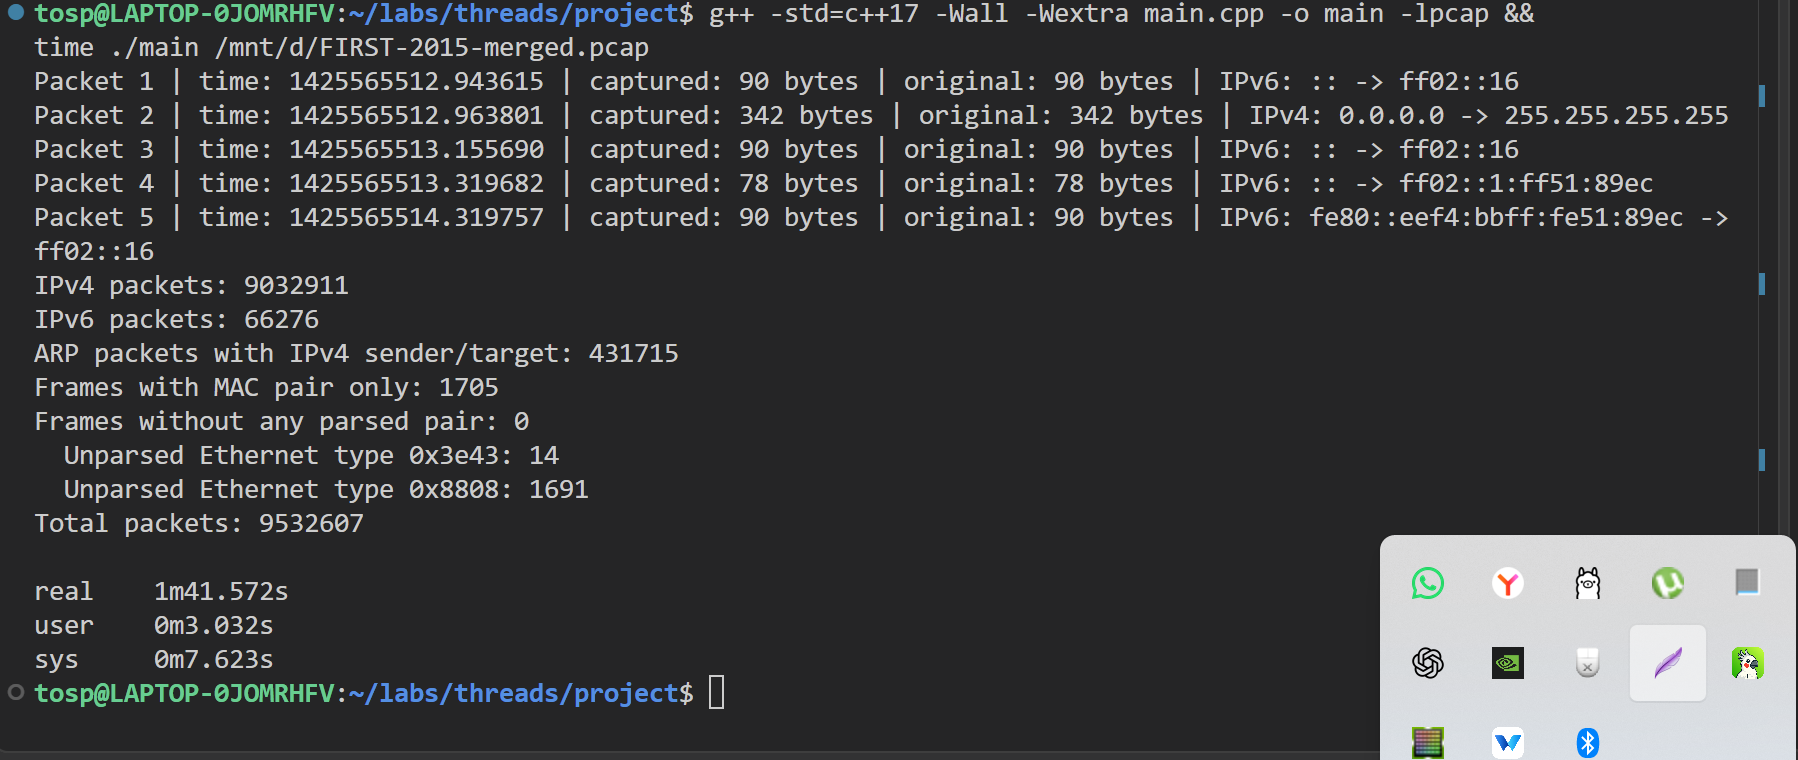 tosp@LAPTOP-0JOMRHFV:~/labs/threads/project$ g++ -std=c++17 -Wall -Wextra main.cpp -o main -lpcap &&
time ./main /mnt/d/FIRST-2015-merged.pcap
Packet 1 | time: 1425565512.943615 | captured: 90 bytes | original: 90 bytes | IPv6: :: -> ff02::16
Packet 2 | time: 1425565512.963801 | captured: 342 bytes | original: 342 bytes | IPv4: 0.0.0.0 -> 255.255.255.255
Packet 3 | time: 1425565513.155690 | captured: 90 bytes | original: 90 bytes | IPv6: :: -> ff02::16
Packet 4 | time: 1425565513.319682 | captured: 78 bytes | original: 78 bytes | IPv6: :: -> ff02::1:ff51:89ec
Packet 5 | time: 1425565514.319757 | captured: 90 bytes | original: 90 bytes | IPv6: fe80::eef4:bbff:fe51:89ec ->
ff02::16
IPv4 packets: 9032911
IPv6 packets: 66276
ARP packets with IPv4 sender/target: 431715
Frames with MAC pair only: 1705
Frames without any parsed pair: 0
  Unparsed Ethernet type 0x3e43: 14
  Unparsed Ethernet type 0x8808: 1691
Total packets: 9532607
real    1m41.572s
user    0m3.032s
sys     0m7.623s
tosp@LAPTOP-0JOMRHFV:~/labs/threads/project$